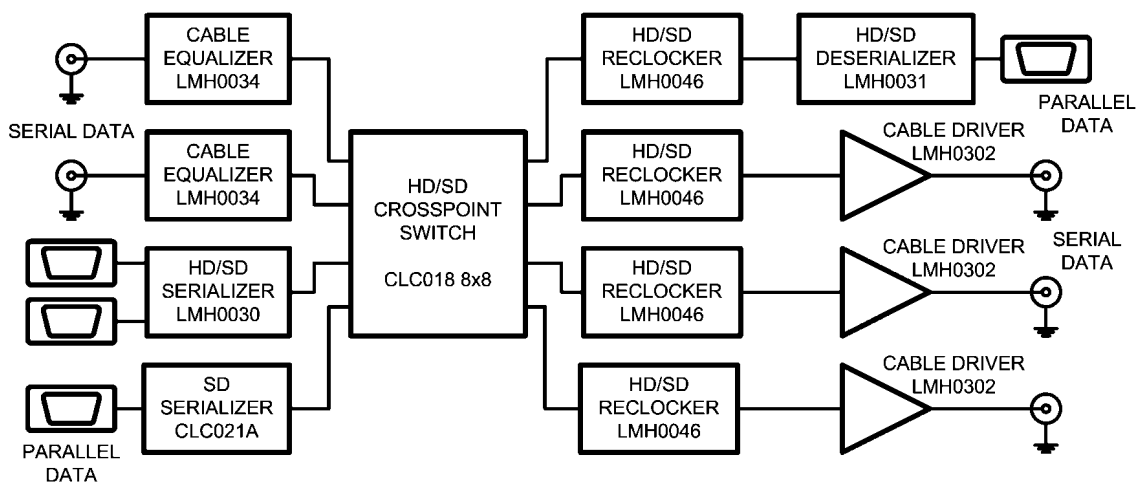 CABLE
EQUALIZER
LMH0034
SERIAL DATA
CABLE
EQUALIZER
LMH0034
HD/SD
SERIALIZER
LMH0030
SD
SERIALIZER
CLC021A
PARALLEL
DATA
HD/SD
CROSSPOINT
SWITCH
CLC018 8x8
HD/SD
RECLOCKER
LMH0046
HD/SD
DESERIALIZER
LMH0031
PARALLEL
DATA
HD/SD
RECLOCKER
LMH0046
CABLE DRIVER
LMH0302
SERIAL
DATA
HD/SD
RECLOCKER
LMH0046
CABLE DRIVER
LMH0302
HD/SD
RECLOCKER
LMH0046
CABLE DRIVER
LMH0302